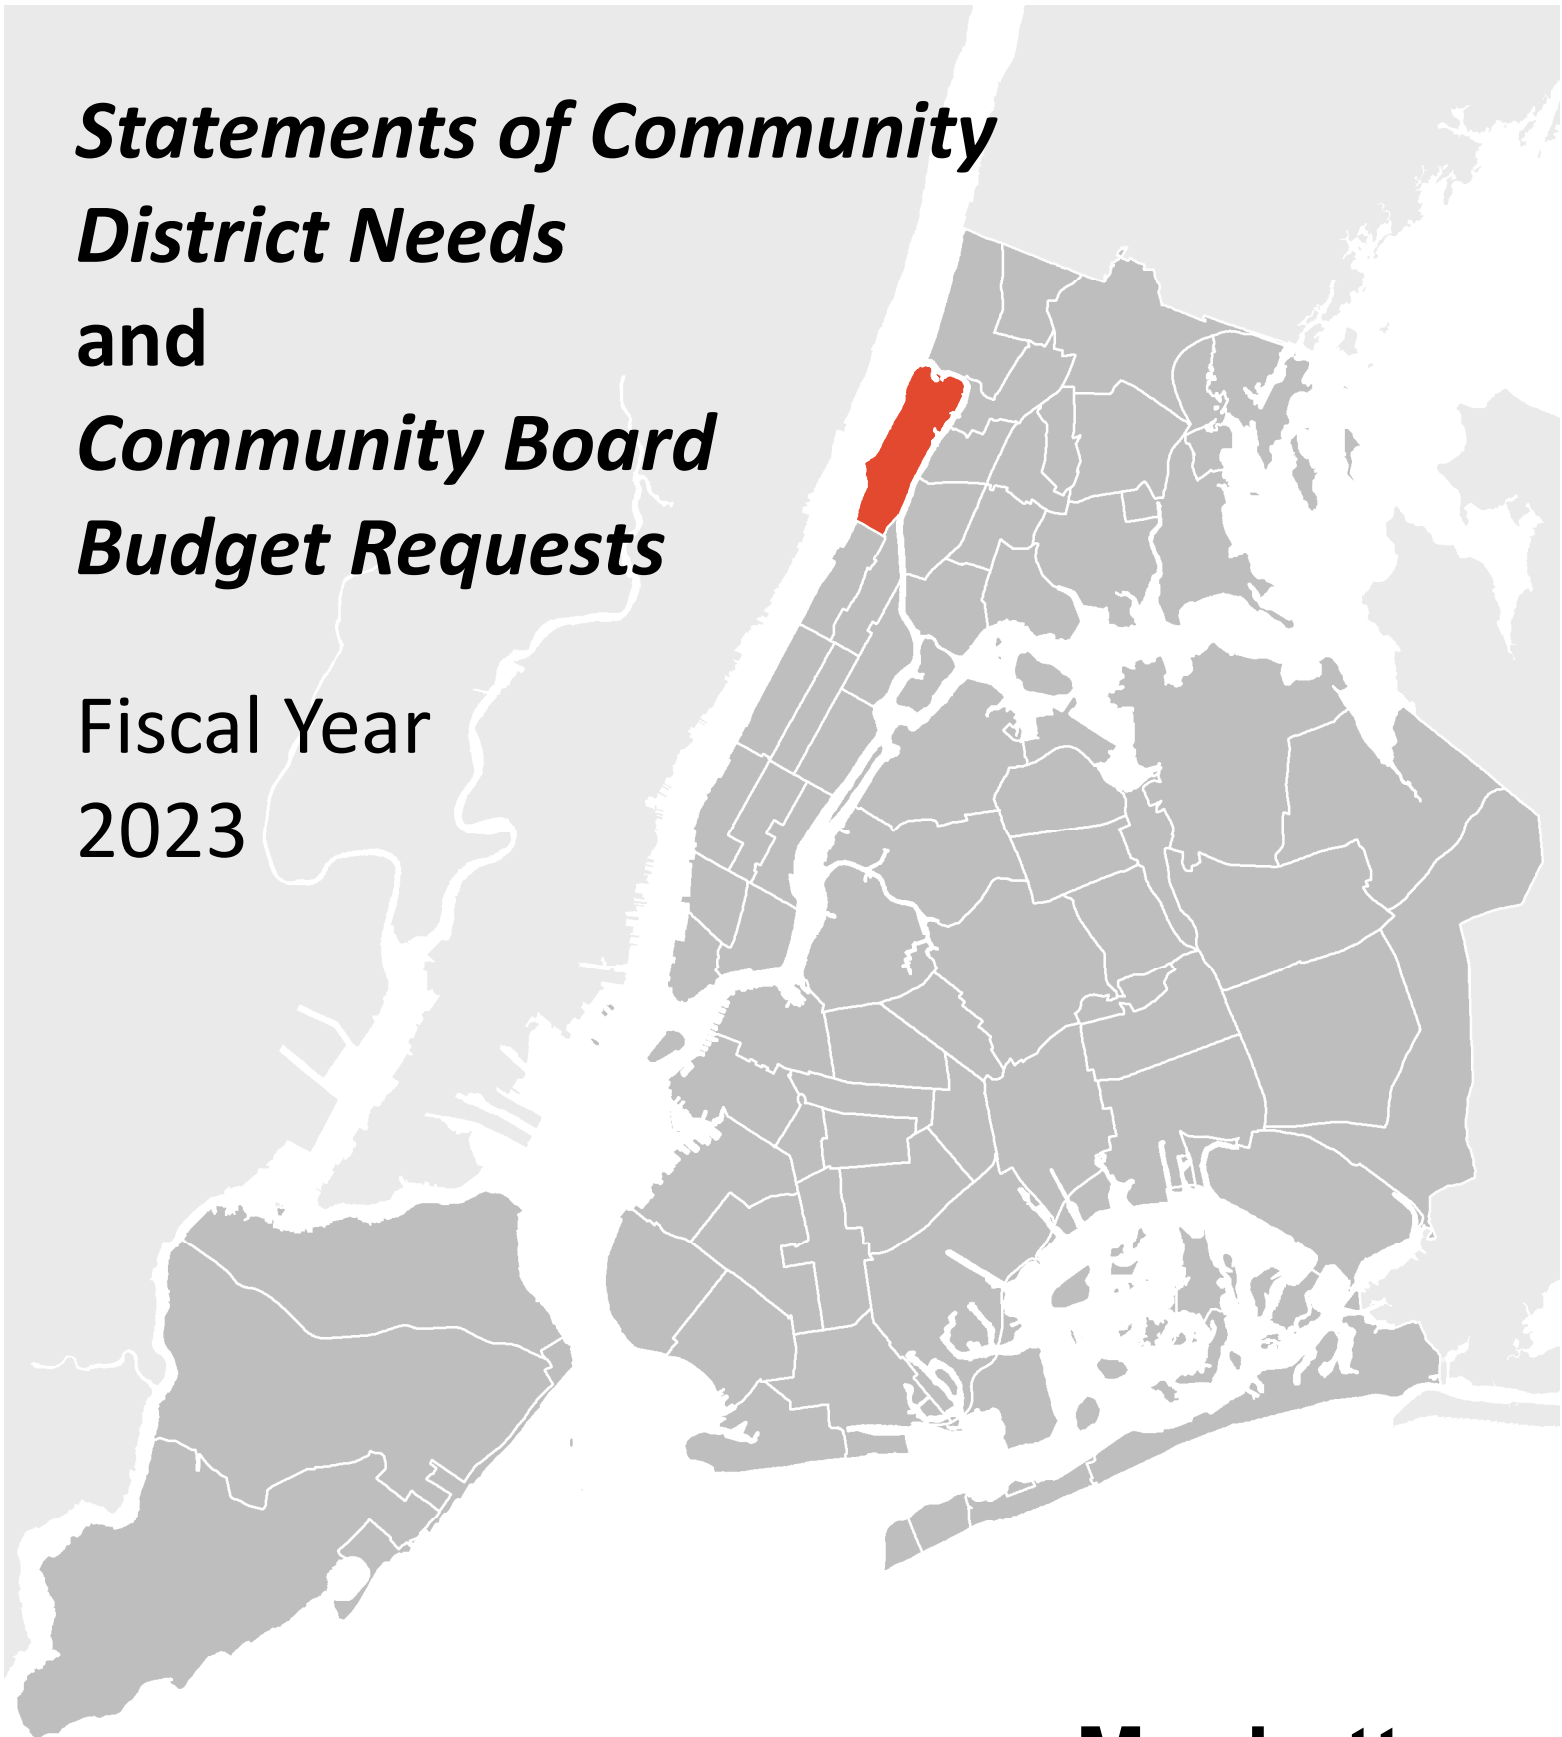 Statements of Community
District Needs
and
Community Board
Budget Requests
Fiscal Year
2023